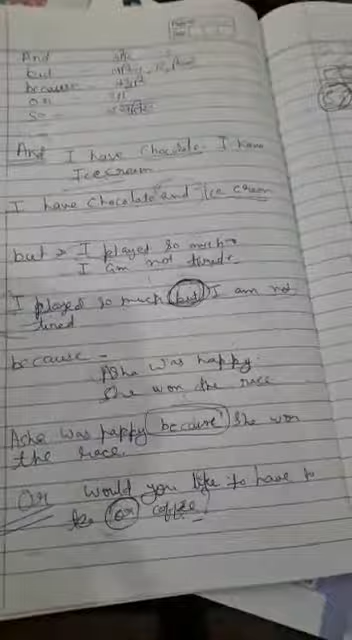 And और
but
because
or या
so इसलिए
And I have Chocolate. I have
Icecream
I have chocolate and ice cream
but → I played so much
I am not tired.
I played so much but I am not
tired
because -
Asha was happy.
She won the race
Asha was happy because She won
the race.
Or Would you like to have
or coffee